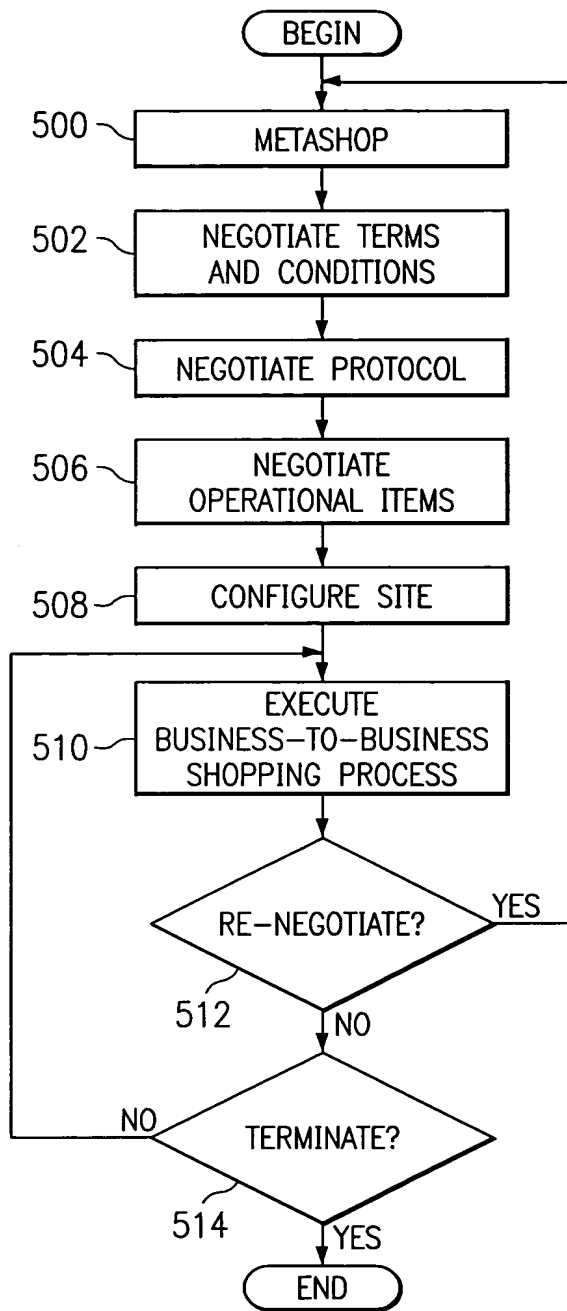 BEGIN
500
METASHOP
502
NEGOTIATE TERMS
AND CONDITIONS
504
NEGOTIATE PROTOCOL
506
NEGOTIATE
OPERATIONAL ITEMS
508
CONFIGURE SITE
510
EXECUTE
BUSINESS-TO-BUSINESS
SHOPPING PROCESS
RE-NEGOTIATE?
YES
512
NO
NO
TERMINATE?
514
YES
END